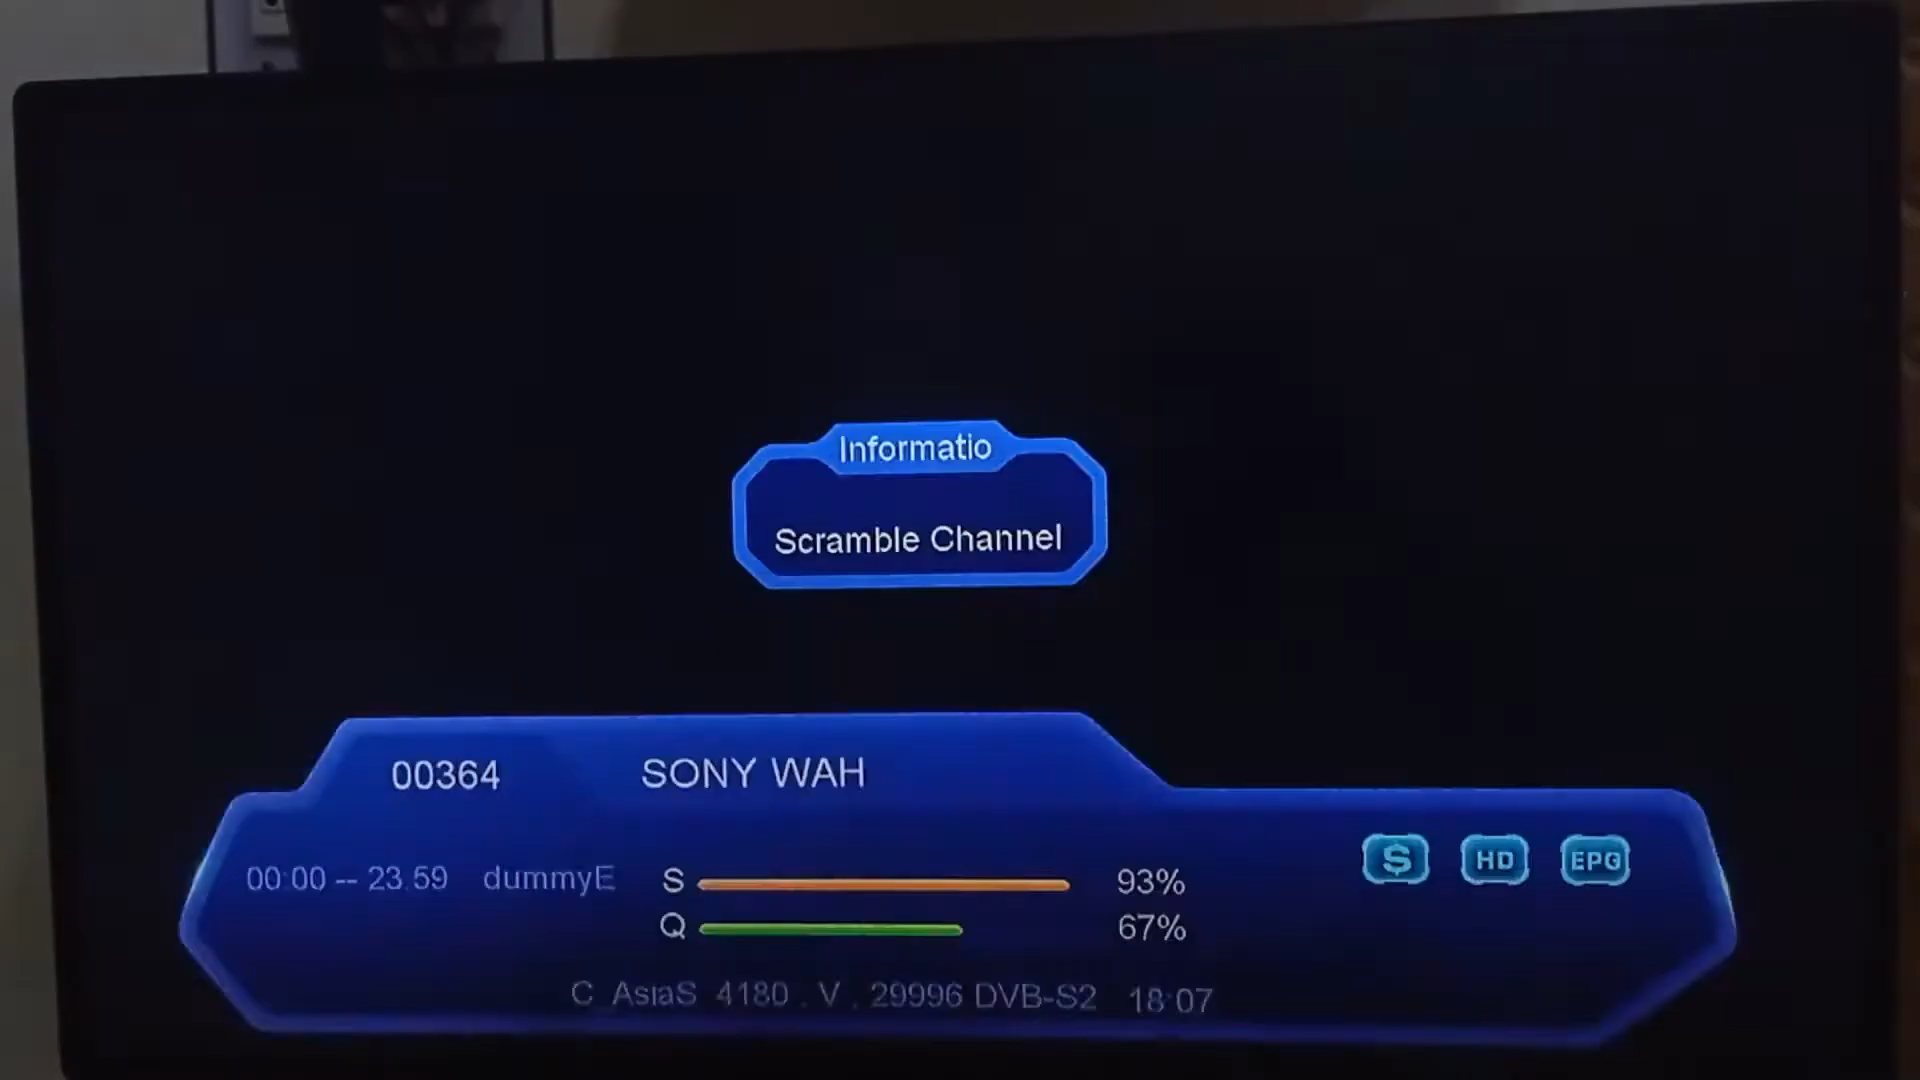 Informatio
Scramble Channel
00364 SONY WAH
00:00 -- 23:59 dummyE
S 93%
Q 67%
$ HD EPG
C_AsiaS 4180 . V . 29996 DVB-S2 18:07